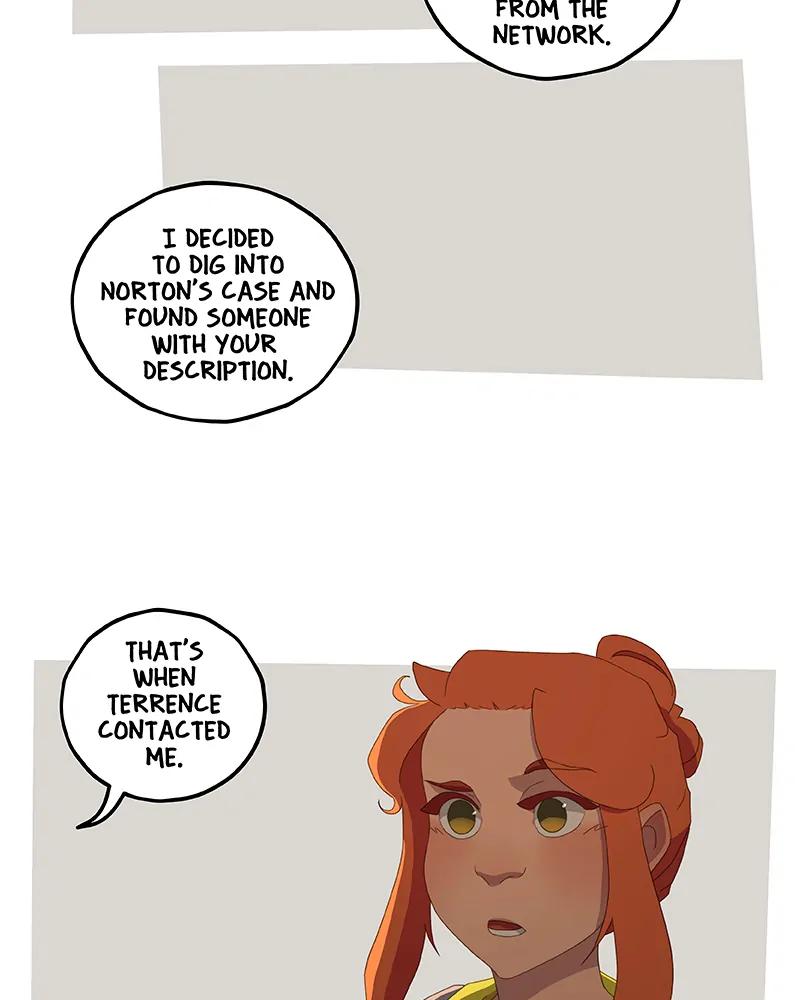 FROM THE
NETWORK.
I DECIDED
TO DIG INTO
NORTON'S CASE AND
FOUND SOMEONE
WITH YOUR
DESCRIPTION.
THAT'S
WHEN
TERRENCE
CONTACTED
ME.